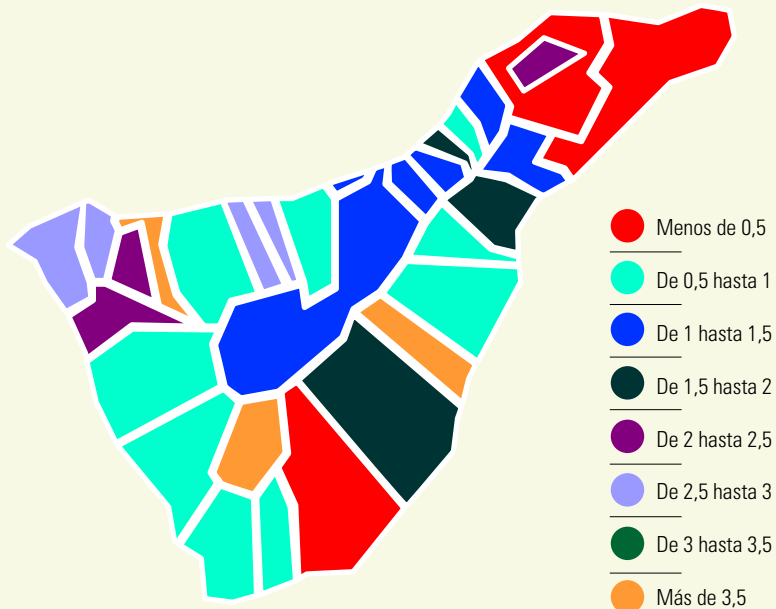 Menos de 0,5
De 0,5 hasta 1
De 1 hasta 1,5
De 1,5 hasta 2
De 2 hasta 2,5
De 2,5 hasta 3
De 3 hasta 3,5
Más de 3,5